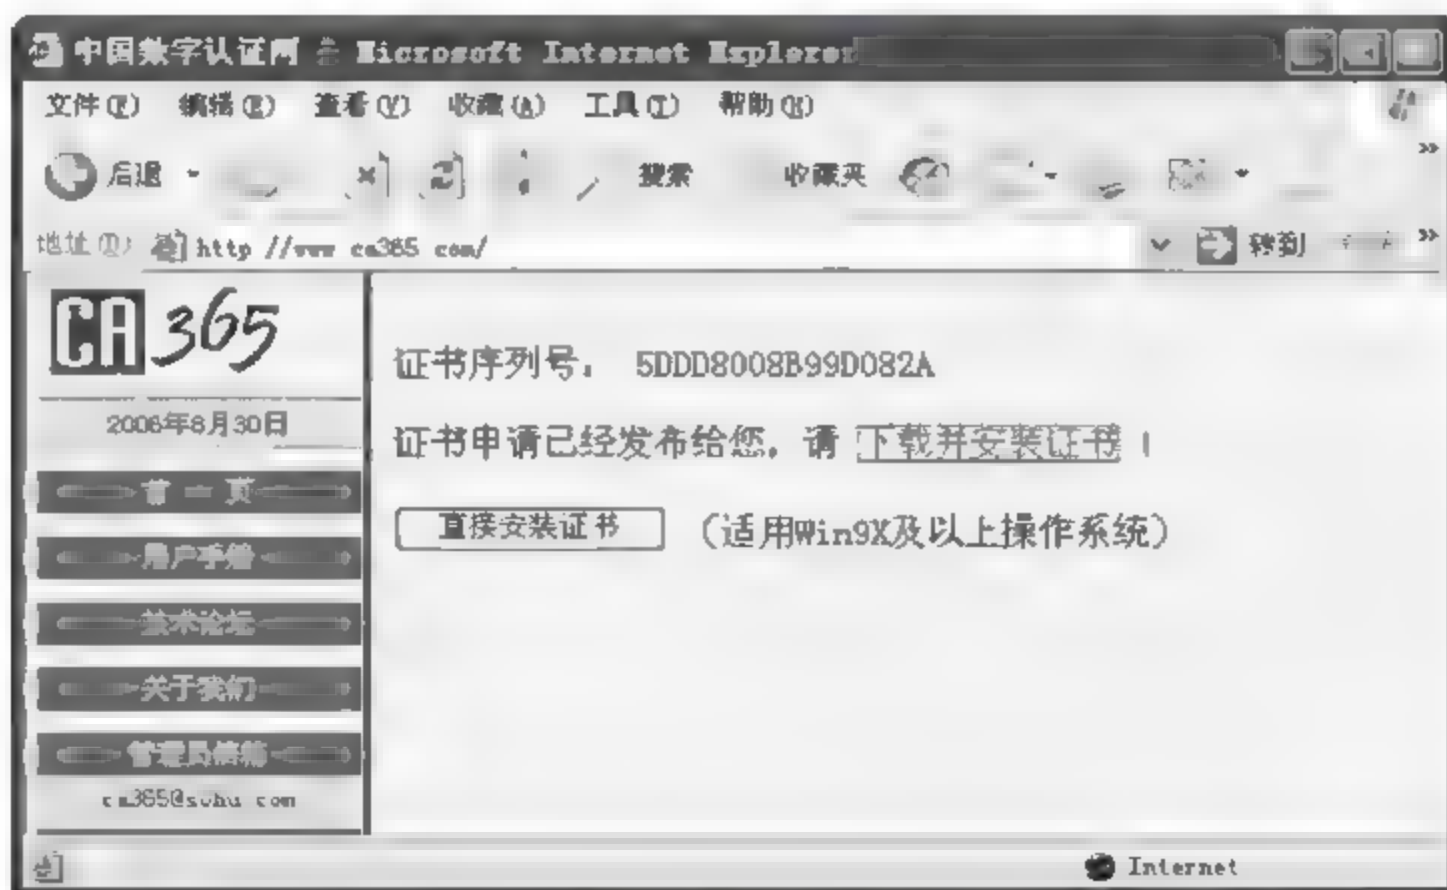 中国数字认证网 - Microsoft Internet Explorer
文件(F) 编辑(E) 查看(V) 收藏(A) 工具(T) 帮助(H)
后退 搜索 收藏夹 »
地址(D) http //www ca365 com/ 转到 »
CA365
2006年8月30日
首一页
用户手册
技术论坛
关于我们
管理员信箱
ca365@sohu com
证书序列号: 5DDD8008B99D082A
证书申请已经发布给您, 请 下载并安装证书 !
直接安装证书 (适用Win9X及以上操作系统)
Internet